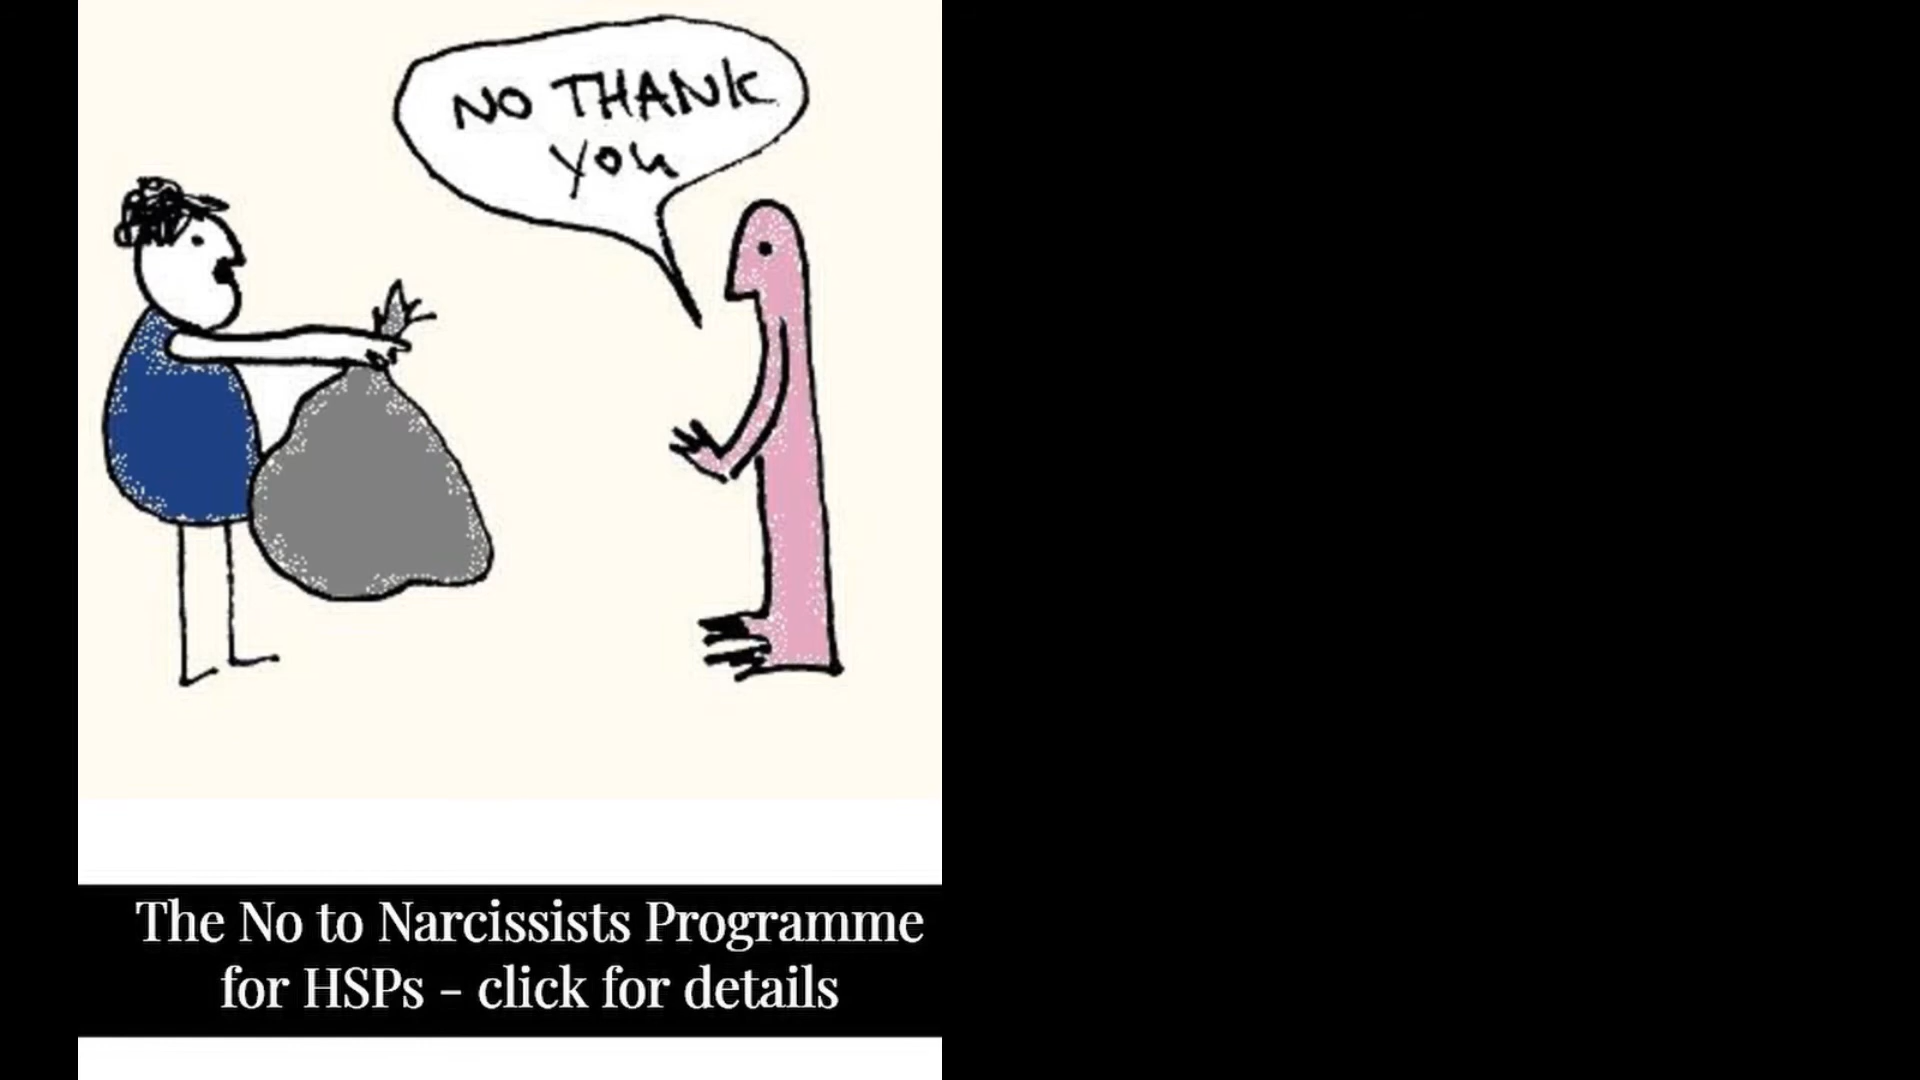 NO THANK
YOU
The No to Narcissists Programme
for HSPs - click for details